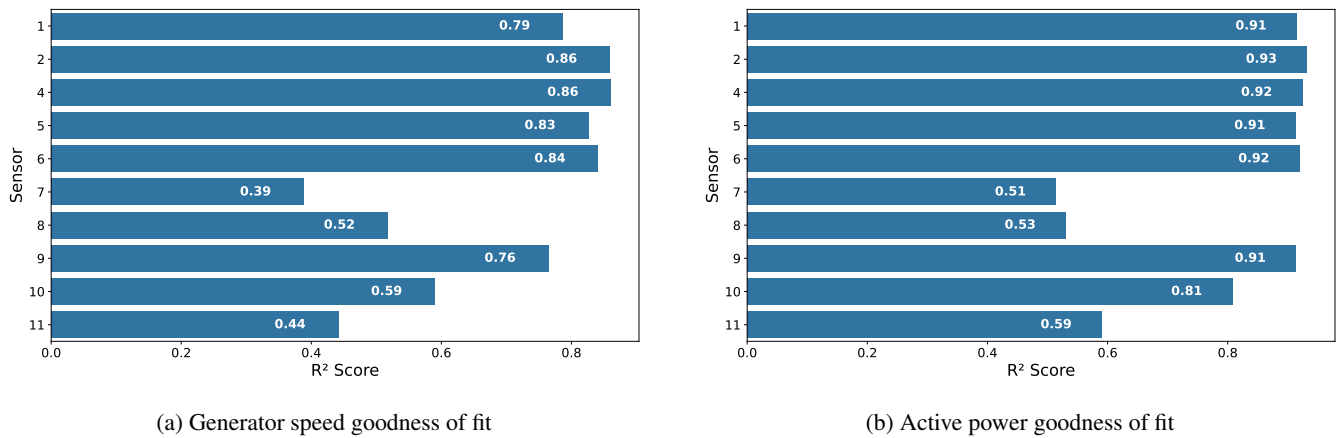 1 0.79
2 0.86
4 0.86
5 0.83
6 0.84
7 0.39
8 0.52
9 0.76
10 0.59
11 0.44
Sensor
0.0 0.2 0.4 0.6 0.8
R² Score
(a) Generator speed goodness of fit
1 0.91
2 0.93
4 0.92
5 0.91
6 0.92
7 0.51
8 0.53
9 0.91
10 0.81
11 0.59
Sensor
0.0 0.2 0.4 0.6 0.8
R² Score
(b) Active power goodness of fit